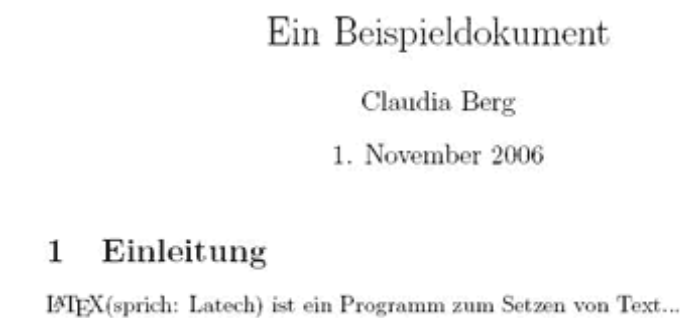 Ein Beispieldokument
Claudia Berg
1. November 2006
1 Einleitung
LATEX(sprich: Latech) ist ein Programm zum Setzen von Text...